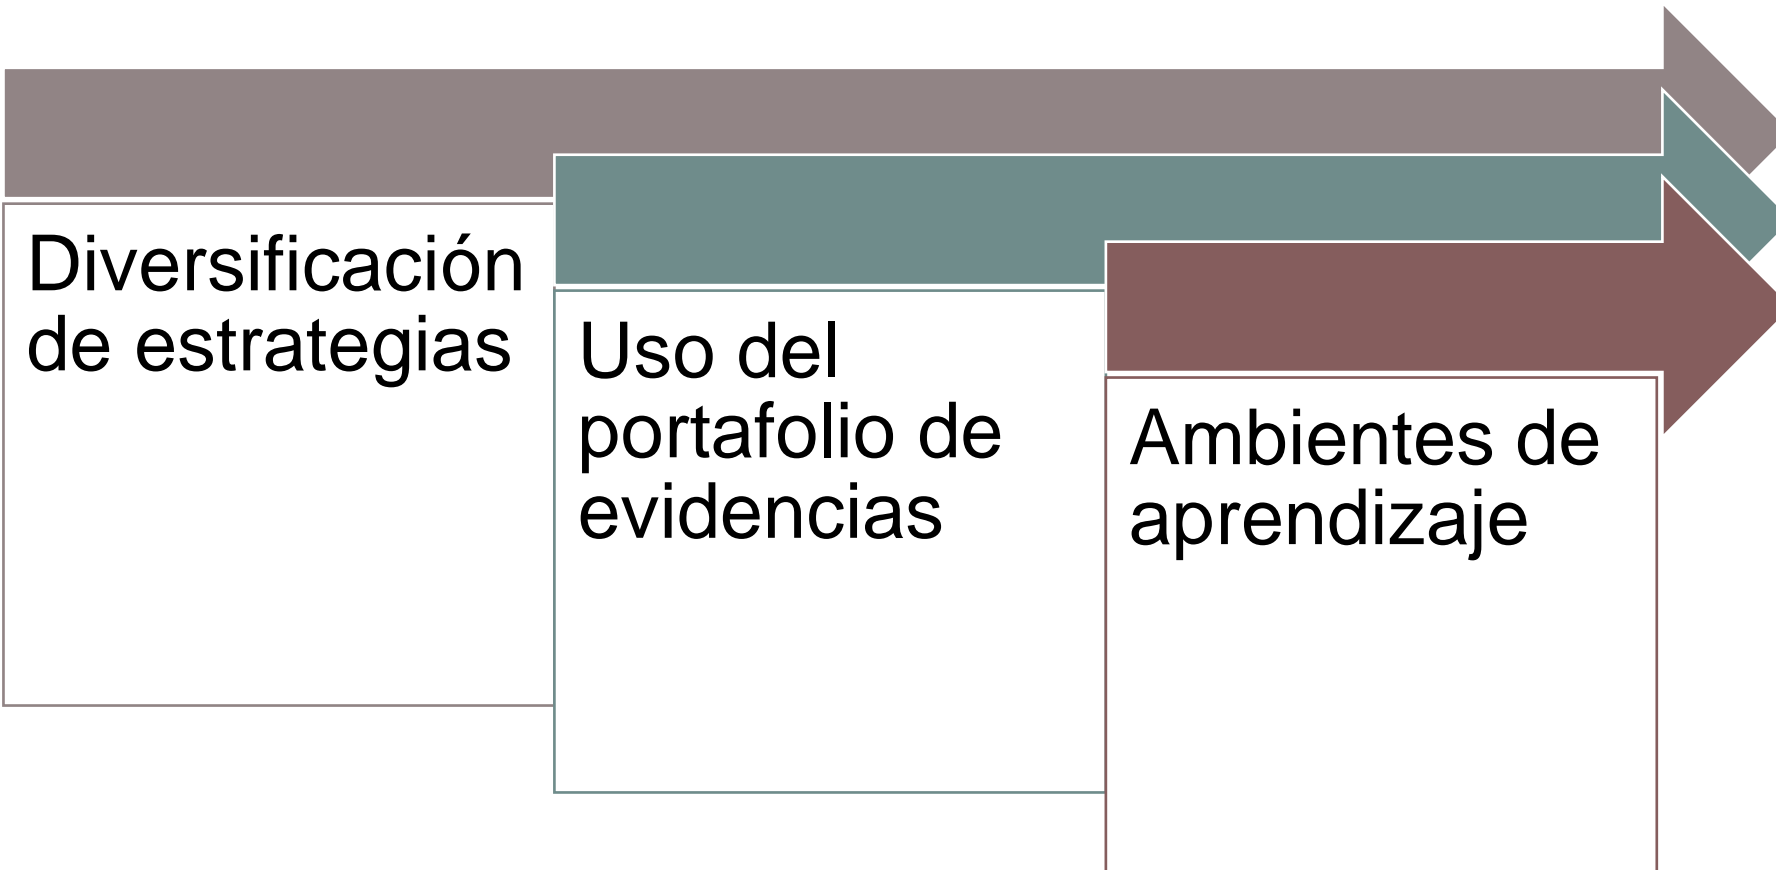 Diversificación
de estrategias
Uso del
portafolio de
evidencias
Ambientes de
aprendizaje